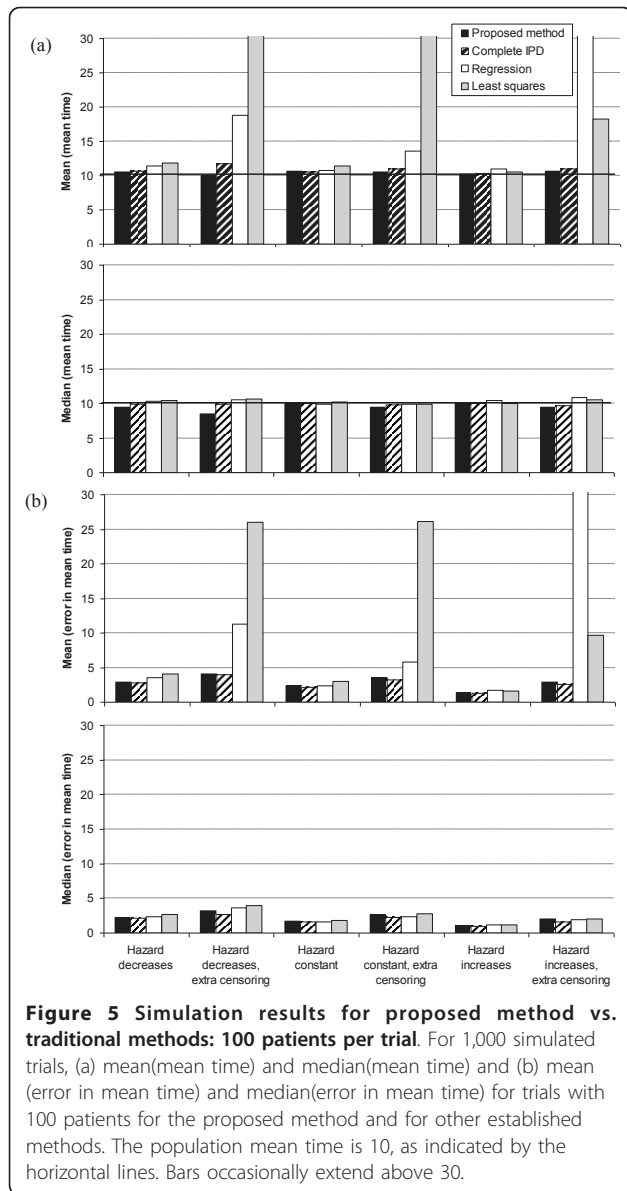 (a)
Mean (mean time)
30
25
20
15
10
5
0
Proposed method
Complete IPD
Regression
Least squares
Median (mean time)
30
25
20
15
10
5
0
(b)
Mean (error in mean time)
30
25
20
15
10
5
0
Median (error in mean time)
30
25
20
15
10
5
0
Hazard
decreases
Hazard
decreases,
extra censoring
Hazard
constant
Hazard
constant, extra
censoring
Hazard
increases
Hazard
increases,
extra censoring
Figure 5 Simulation results for proposed method vs.
traditional methods: 100 patients per trial. For 1,000 simulated
trials, (a) mean(mean time) and median(mean time) and (b) mean
(error in mean time) and median(error in mean time) for trials with
100 patients for the proposed method and for other established
methods. The population mean time is 10, as indicated by the
horizontal lines. Bars occasionally extend above 30.